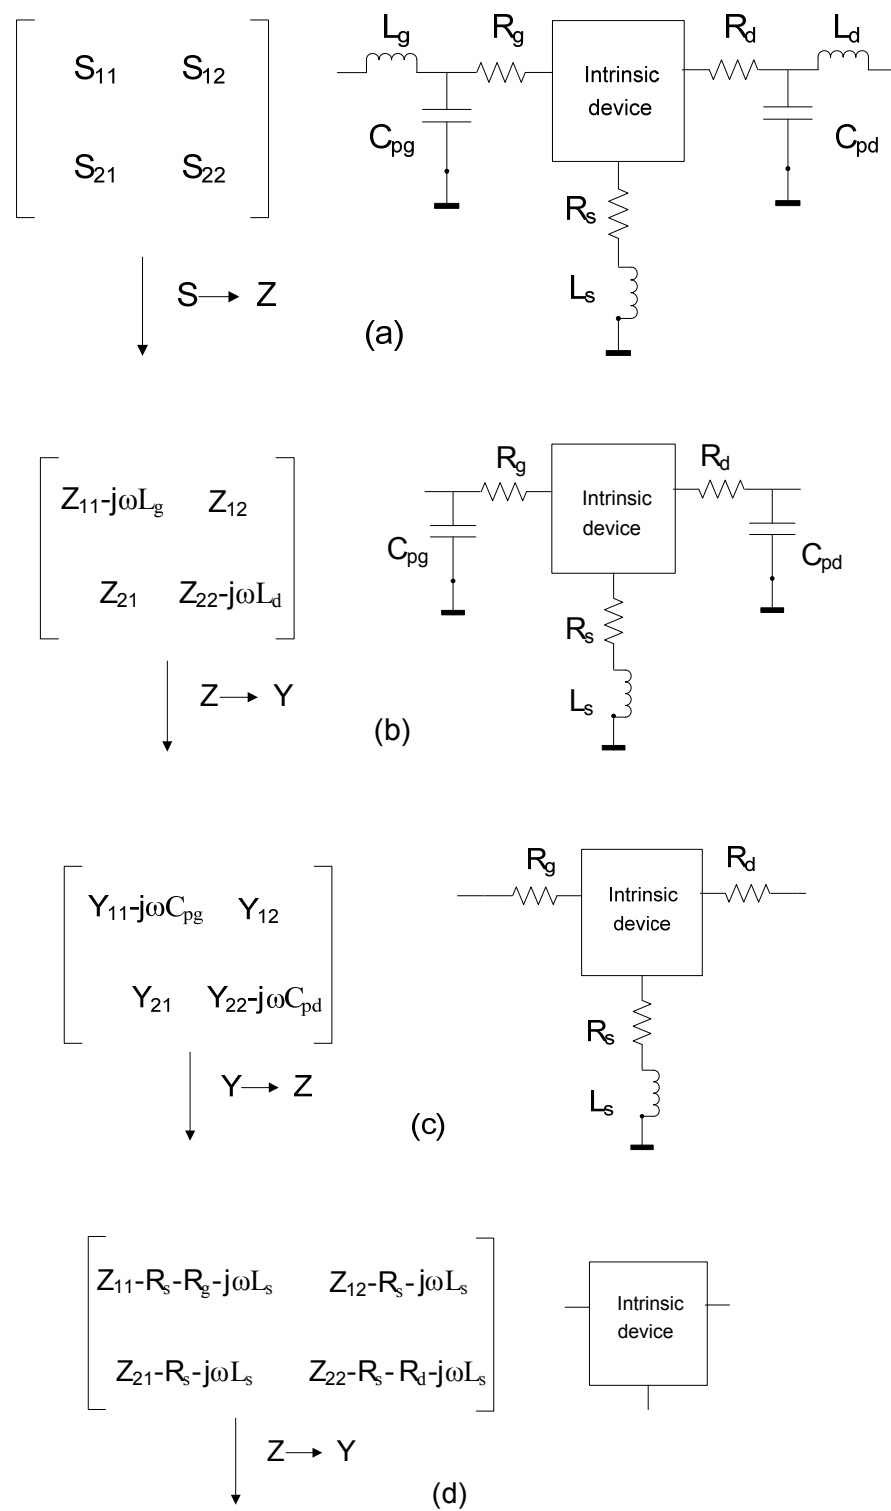 S11 S12
S21 S22
S → Z
Lg Rg Rd Ld
Intrinsic
device
Cpg Cpd
Rs
Ls
(a)
Z11-jωLg Z12
Z21 Z22-jωLd
Z → Y
Rg Rd
Intrinsic
device
Cpg Cpd
Rs
Ls
(b)
Y11-jωCpg Y12
Y21 Y22-jωCpd
Y → Z
Rg Rd
Intrinsic
device
Rs
Ls
(c)
Z11-Rs-Rg-jωLs Z12-Rs-jωLs
Z21-Rs-jωLs Z22-Rs-Rd-jωLs
Z → Y
Intrinsic
device
(d)